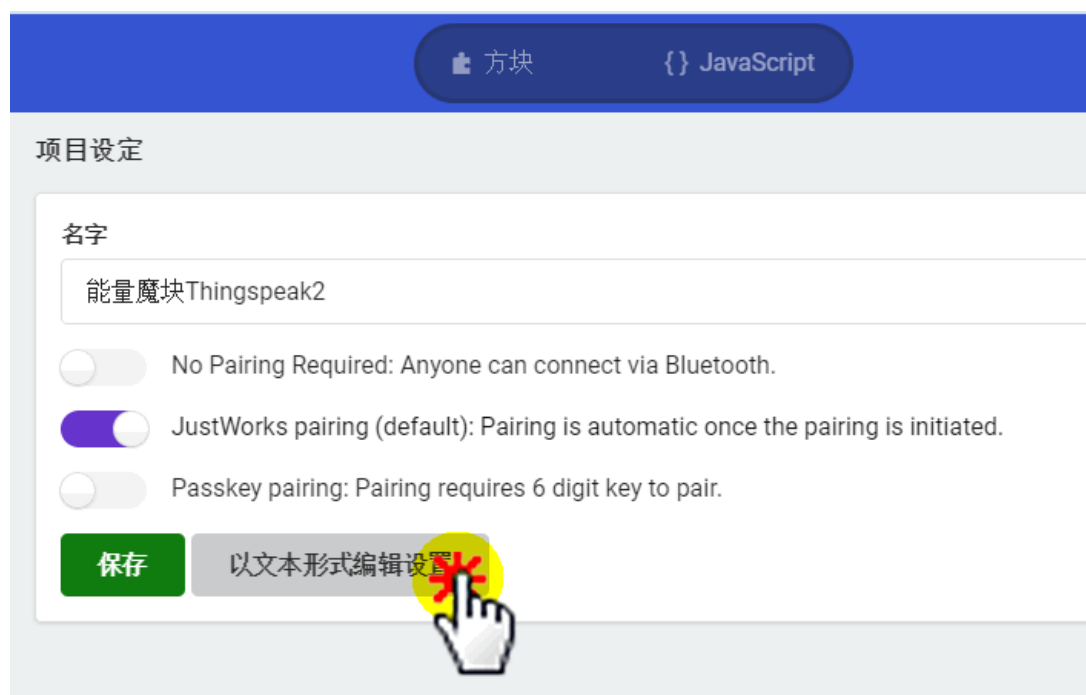 方块 {} JavaScript
项目设定
名字
能量魔块Thingspeak2
No Pairing Required: Anyone can connect via Bluetooth.
JustWorks pairing (default): Pairing is automatic once the pairing is initiated.
Passkey pairing: Pairing requires 6 digit key to pair.
保存 以文本形式编辑设置